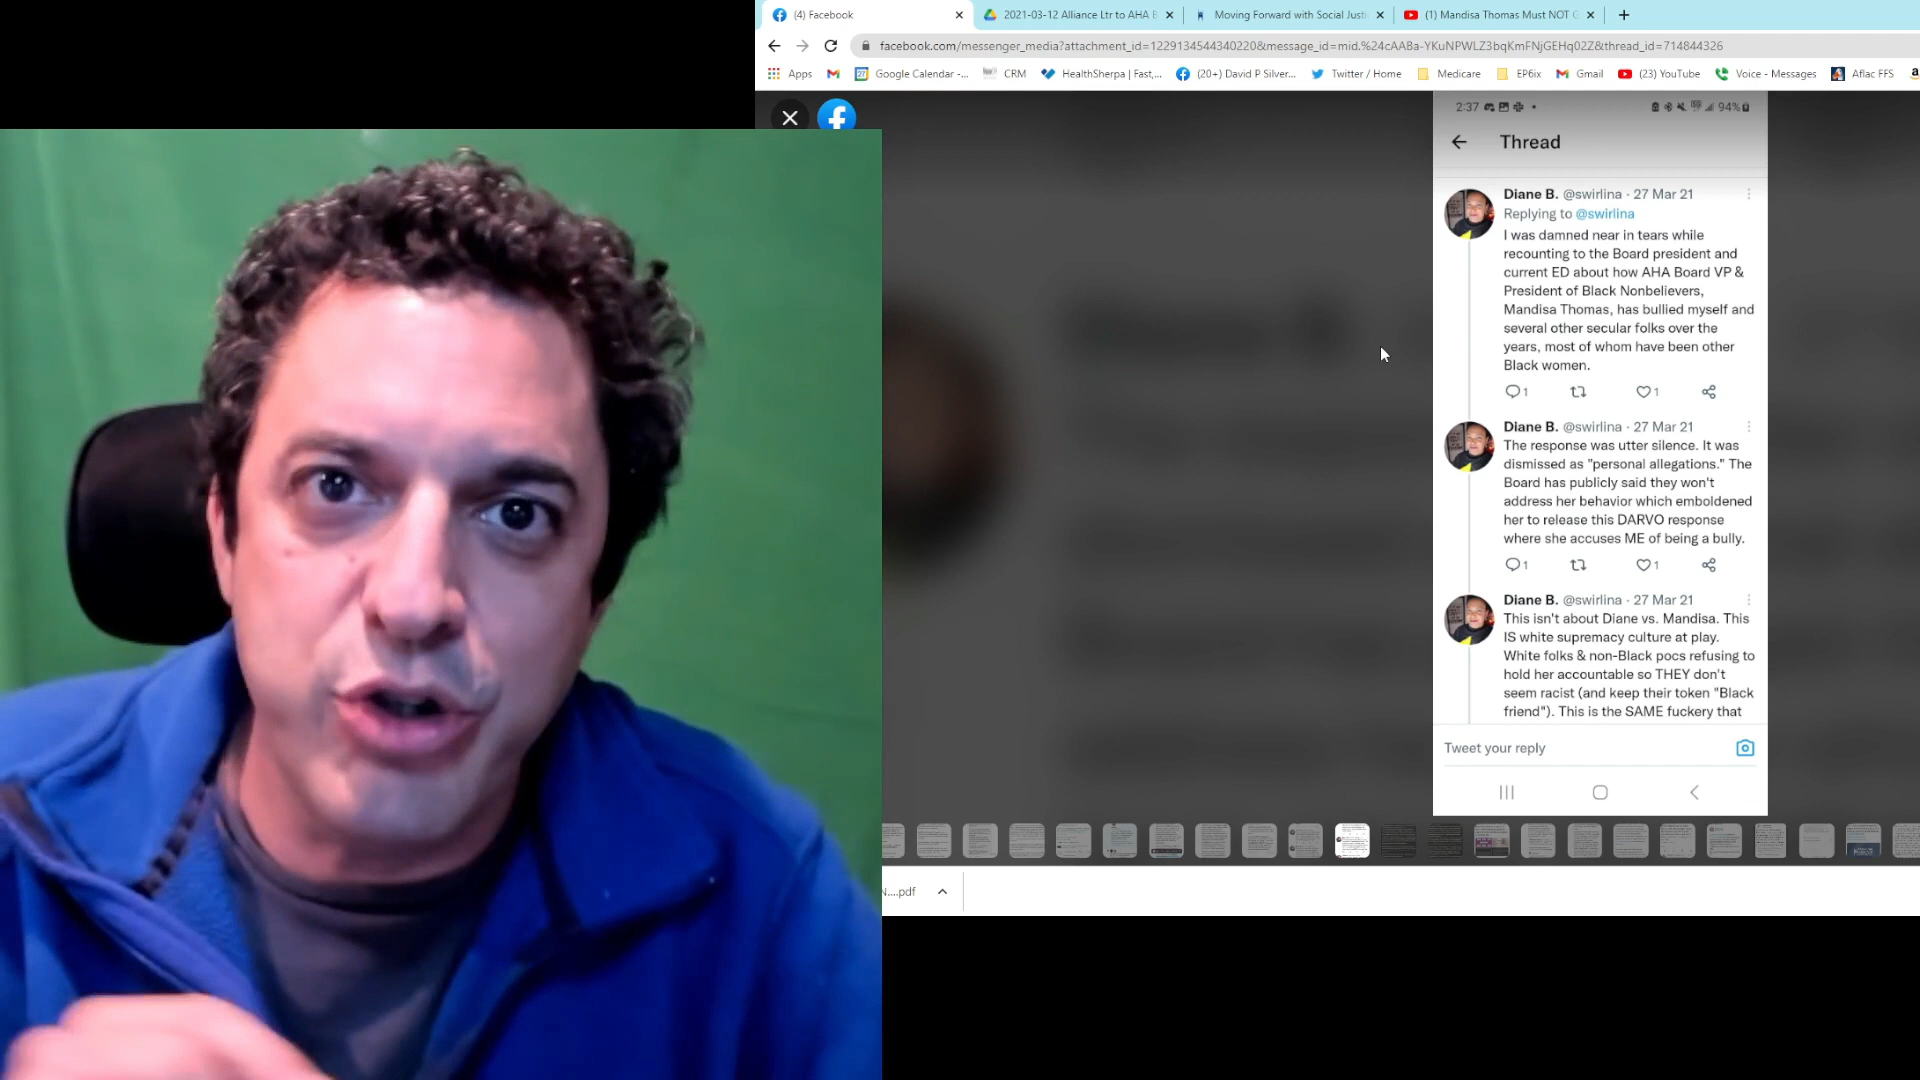 (4) Facebook
2021-03-12 Alliance Ltr to AHA B
Moving Forward with Social Justi
(1) Mandisa Thomas Must NOT G
facebook.com/messenger_media?attachment_id=1229134544340220&message_id=mid.%24cAABa-YKuNPWLZ3bqKmFNjGEHq02Z&thread_id=714844326
Apps
Google Calendar -...
CRM
HealthSherpa | Fast,...
(20+) David P Silver...
Twitter / Home
Medicare
EP6ix
Gmail
(23) YouTube
Voice - Messages
Aflac FFS
2:37
94%
Thread
Diane B. @swirlina · 27 Mar 21
Replying to @swirlina
I was damned near in tears while
recounting to the Board president and
current ED about how AHA Board VP &
President of Black Nonbelievers,
Mandisa Thomas, has bullied myself and
several other secular folks over the
years, most of whom have been other
Black women.
1
1
Diane B. @swirlina · 27 Mar 21
The response was utter silence. It was
dismissed as "personal allegations." The
Board has publicly said they won't
address her behavior which emboldened
her to release this DARVO response
where she accuses ME of being a bully.
1
1
Diane B. @swirlina · 27 Mar 21
This isn't about Diane vs. Mandisa. This
IS white supremacy culture at play.
White folks & non-Black pocs refusing to
hold her accountable so THEY don't
seem racist (and keep their token "Black
friend"). This is the SAME fuckery that
Tweet your reply
....pdf